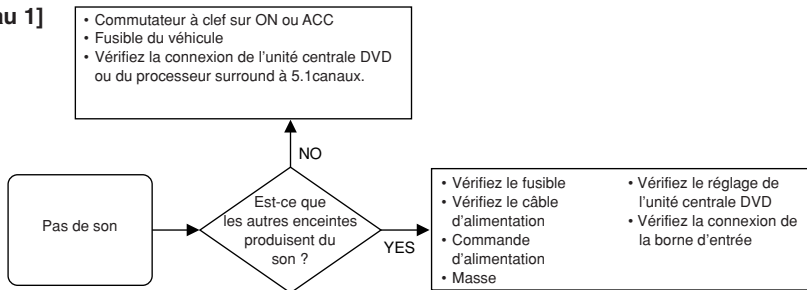 au 1]
• Commutateur à clef sur ON ou ACC
• Fusible du véhicule
• Vérifiez la connexion de l'unité centrale DVD
ou du processeur surround à 5.1canaux.
NO
Pas de son
Est-ce que
les autres enceintes
produisent du
son ?
YES
• Vérifiez le fusible
• Vérifiez le câble
d'alimentation
• Commande
d'alimentation
• Masse
• Vérifiez le réglage de
l'unité centrale DVD
• Vérifiez la connexion de
la borne d'entrée